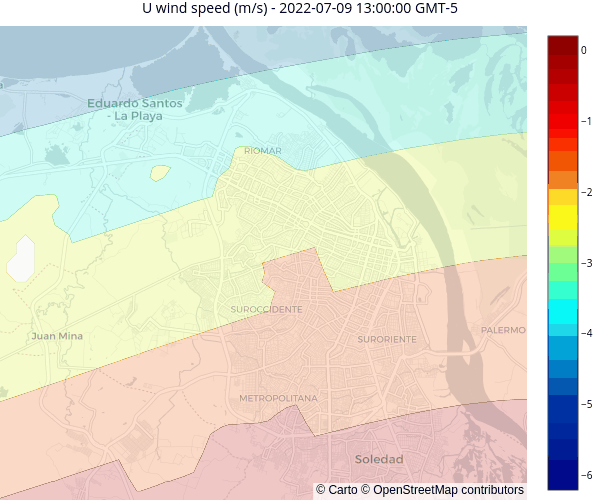 U wind speed (m/s) - 2022-07-09 13:00:00 GMT-5
Eduardo Santos
- La Playa
RIOMAR
SUROCCIDENTE
Juan Mina
SURORIENTE
PALERMO
METROPOLITANA
Soledad
© Carto © OpenStreetMap contributors
0
−1
−2
−3
−4
−5
−6